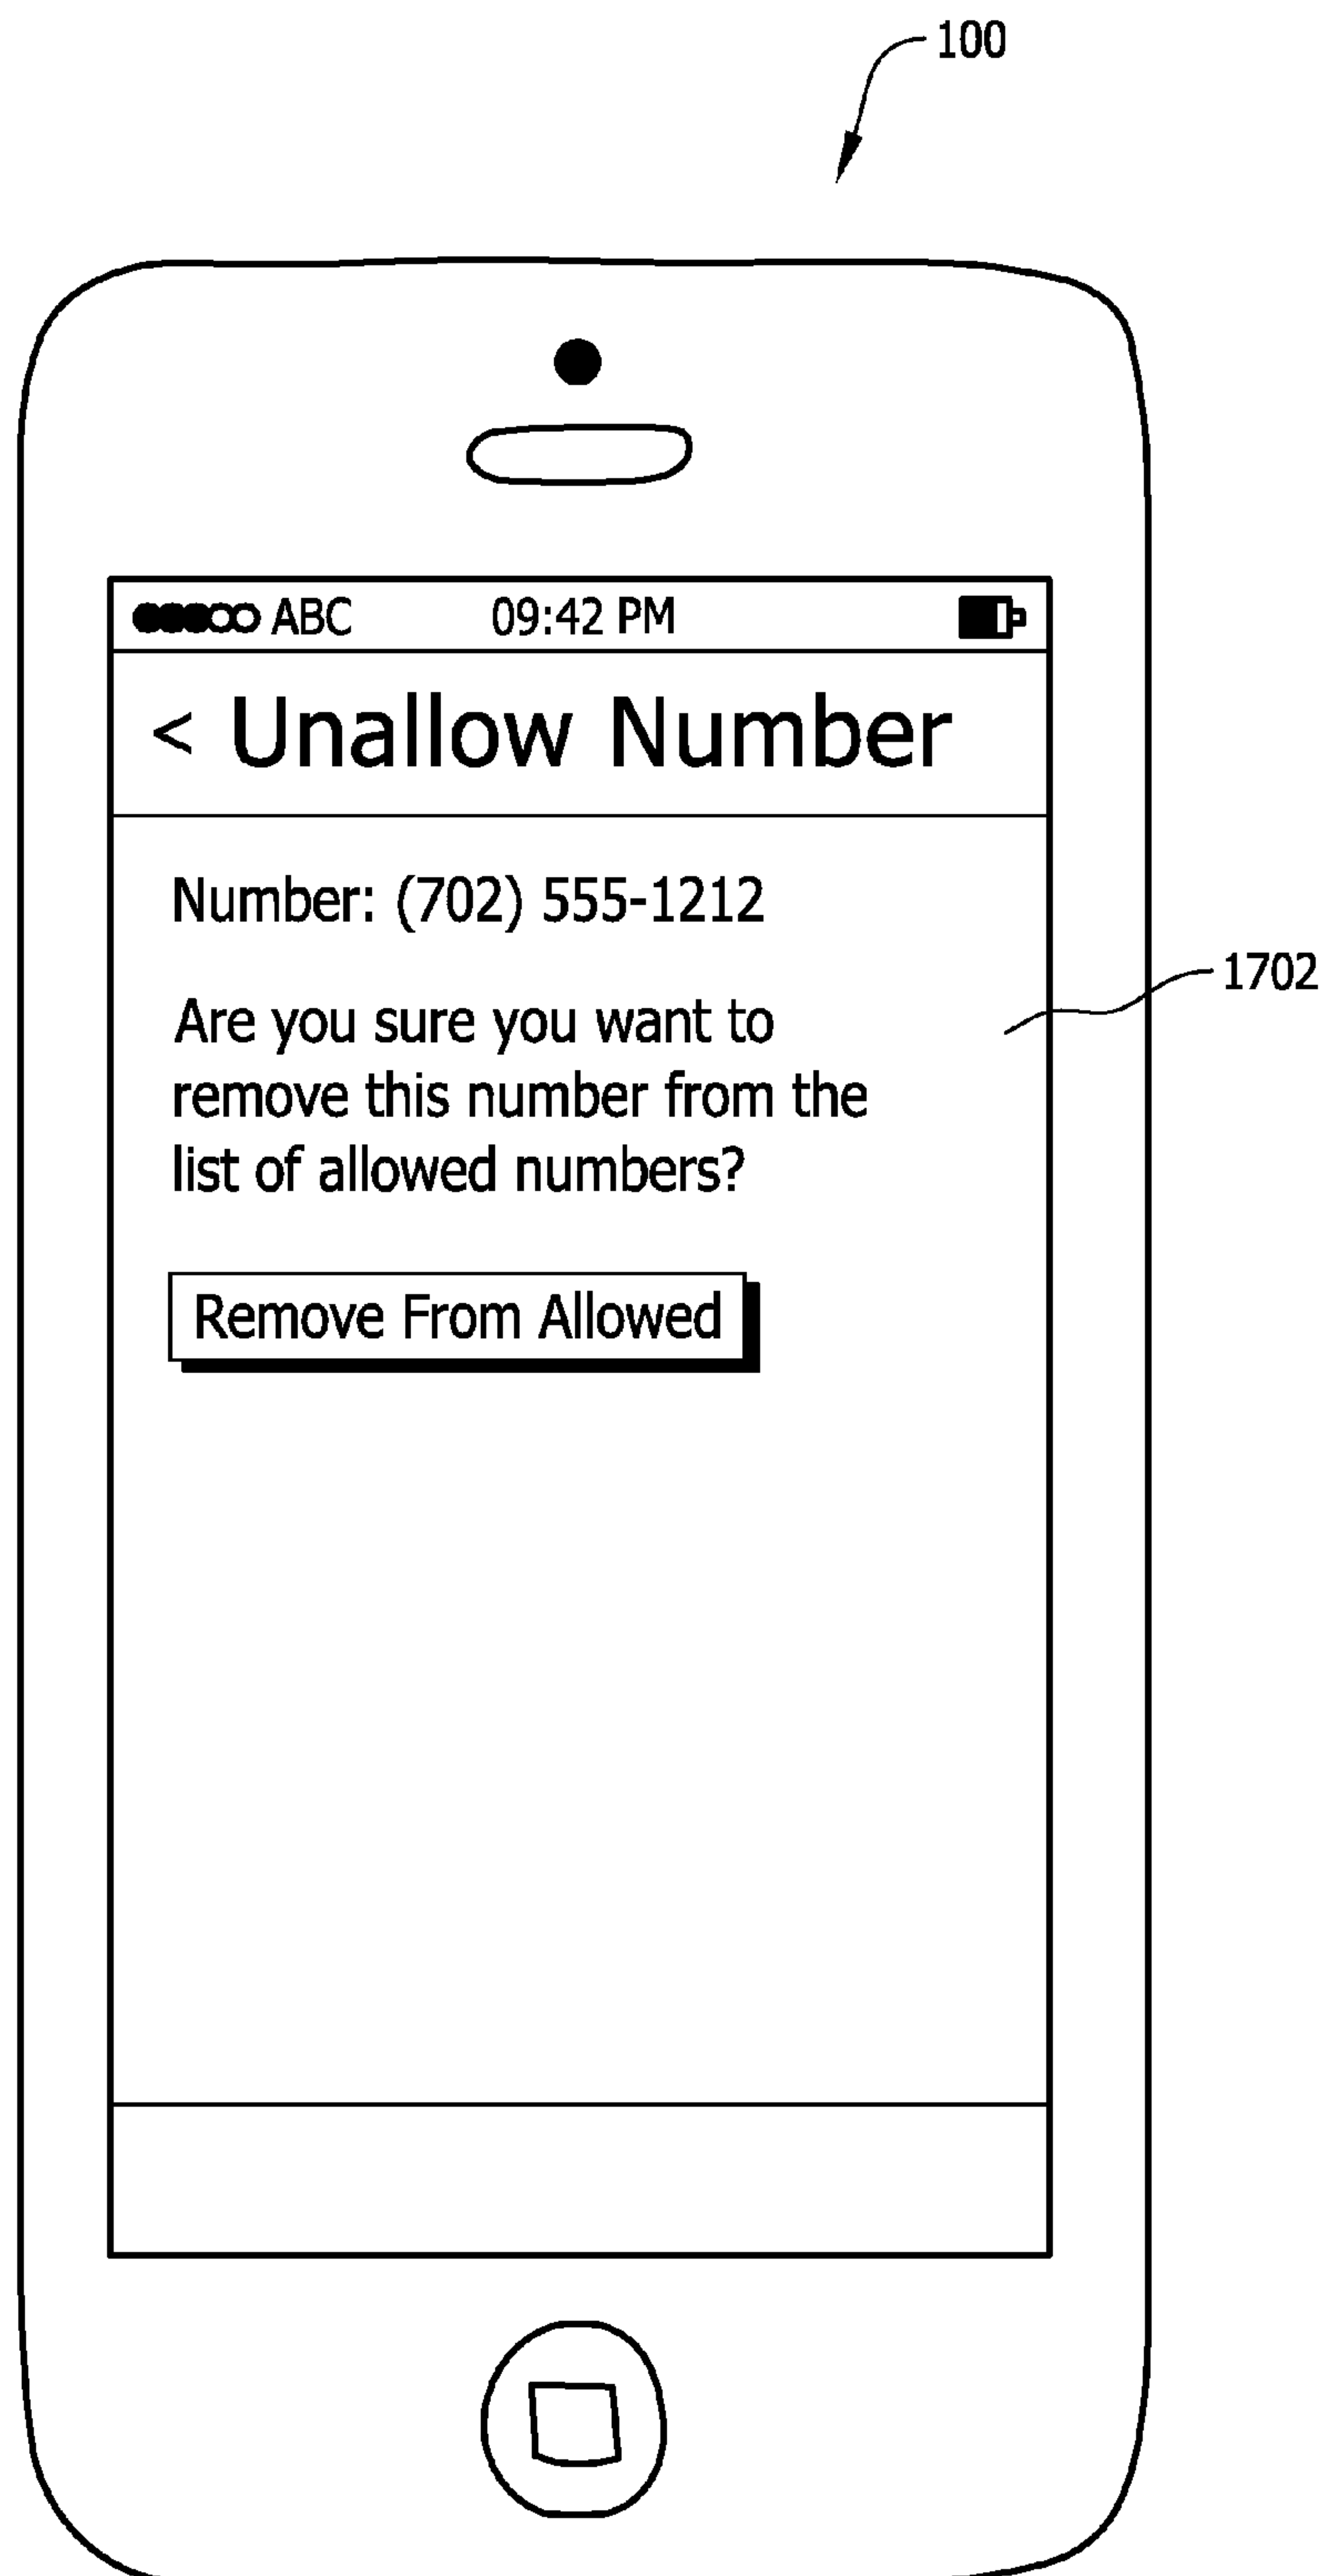 100
ABC 09:42 PM
< Unallow Number
Number: (702) 555-1212
1702
Are you sure you want to
remove this number from the
list of allowed numbers?
Remove From Allowed